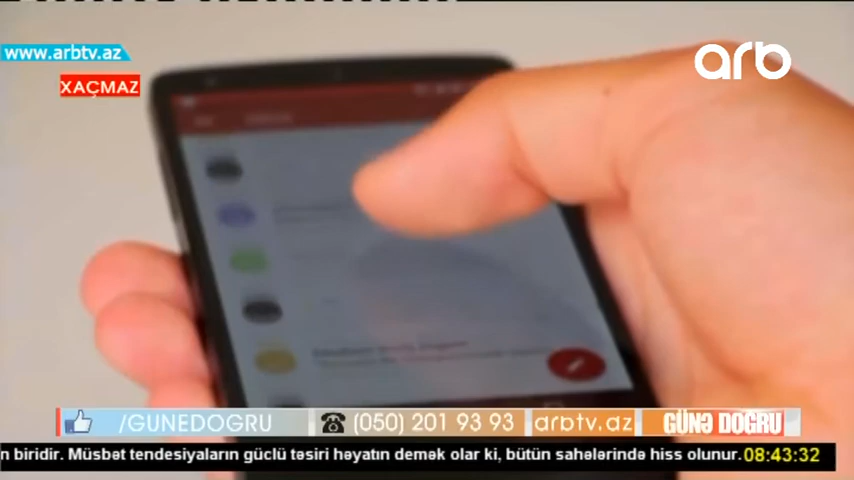 arb
www.arbtv.az
XAÇMAZ
/GUNEDOGRU (050) 201 93 93 arbtv.az GÜNƏ DOĞRU
n biridir. Müsbət tendesiyaların güclü təsiri həyatın demək olar ki, bütün sahələrində hiss olunur. 08:43:32